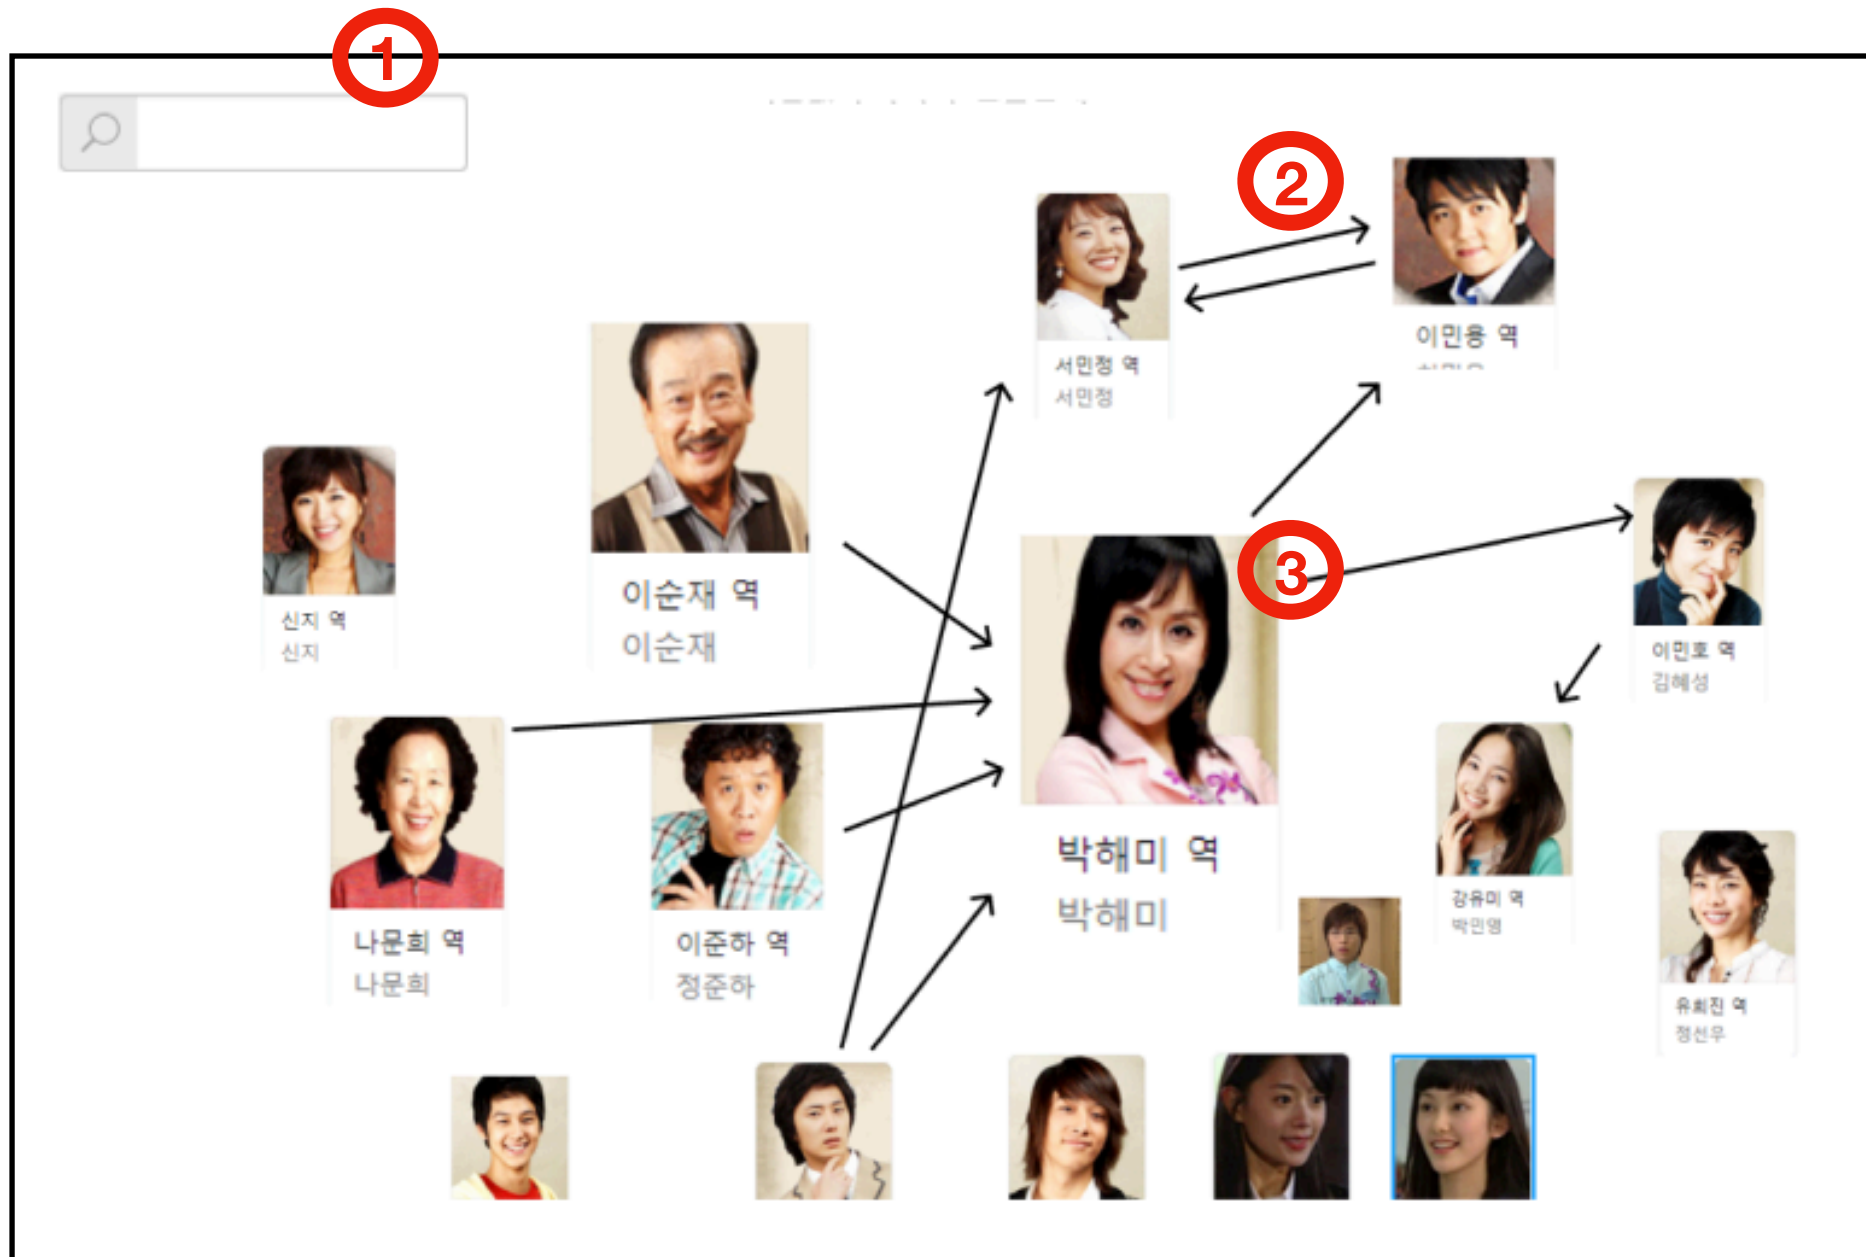 1
2
이민용 역
서민정 역
서민정
3
이순재 역
이순재
신지 역
신지
이민호 역
김혜성
박해미 역
박해미
강유미 역
박민영
나문희 역
나문희
이준하 역
정준하
유희진 역
정선우